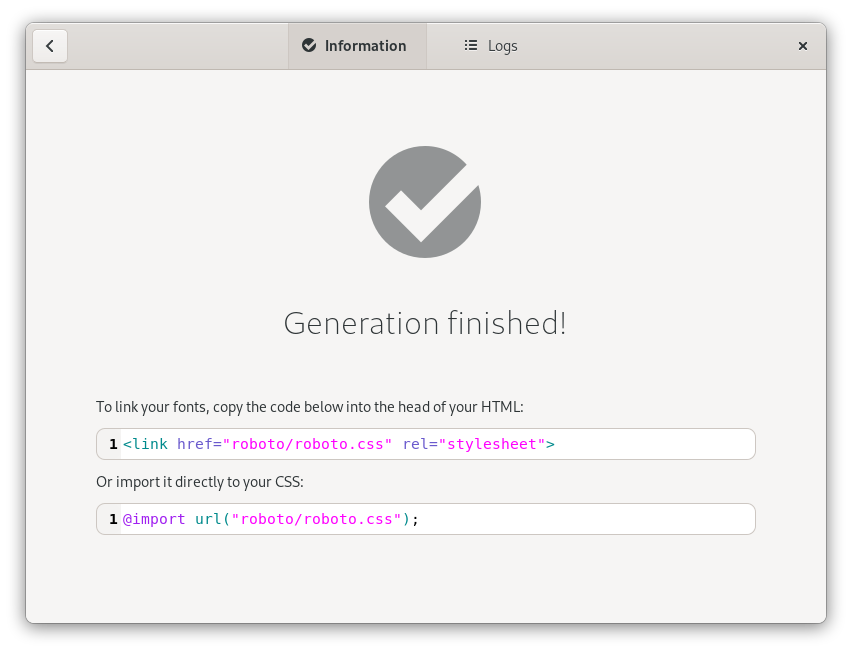 Information
Logs
Generation finished!
To link your fonts, copy the code below into the head of your HTML:
1 <link href="roboto/roboto.css" rel="stylesheet">
Or import it directly to your CSS:
1 @import url("roboto/roboto.css");